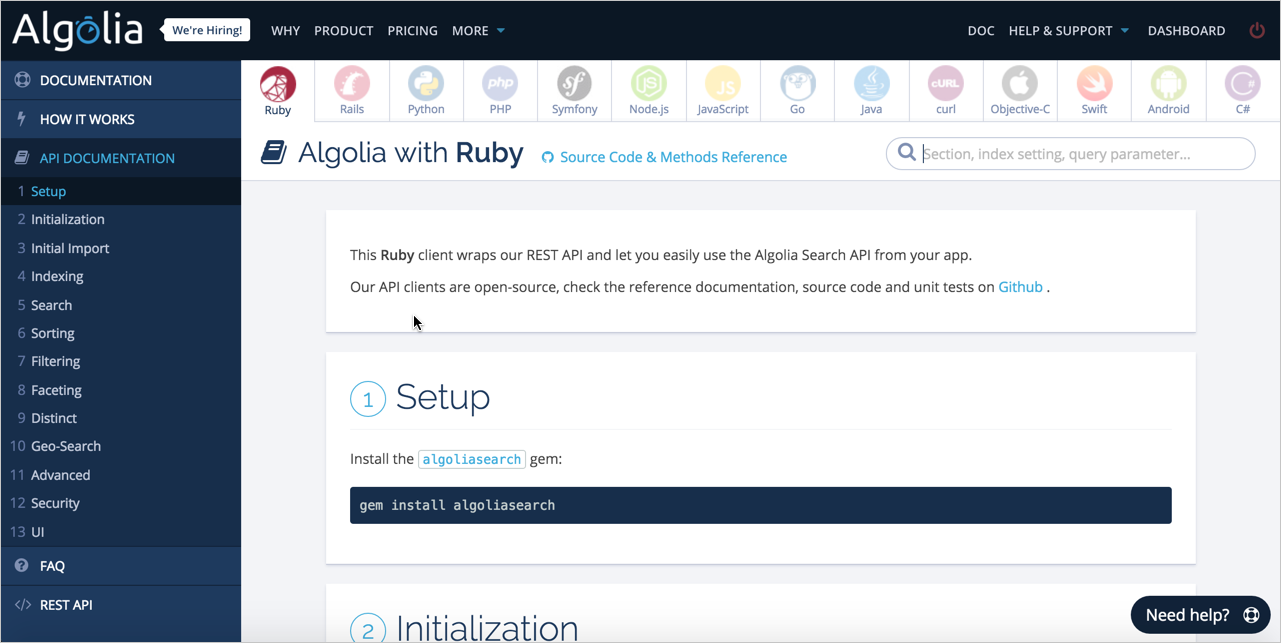 Algolia
We're Hiring!
WHY PRODUCT PRICING MORE
DOC HELP & SUPPORT DASHBOARD
DOCUMENTATION
HOW IT WORKS
API DOCUMENTATION
1 Setup
2 Initialization
3 Initial Import
4 Indexing
5 Search
6 Sorting
7 Filtering
8 Faceting
9 Distinct
10 Geo-Search
11 Advanced
12 Security
13 UI
FAQ
</> REST API
php sf JS JS cURL C#
Ruby Rails Python PHP Symfony Node.js JavaScript Go Java curl Objective-C Swift Android C#
Algolia with Ruby
Source Code & Methods Reference
Section, index setting, query parameter...
This Ruby client wraps our REST API and let you easily use the Algolia Search API from your app.
Our API clients are open-source, check the reference documentation, source code and unit tests on Github .
1 Setup
Install the algoliasearch gem:
gem install algoliasearch
2 Initialization
Need help?